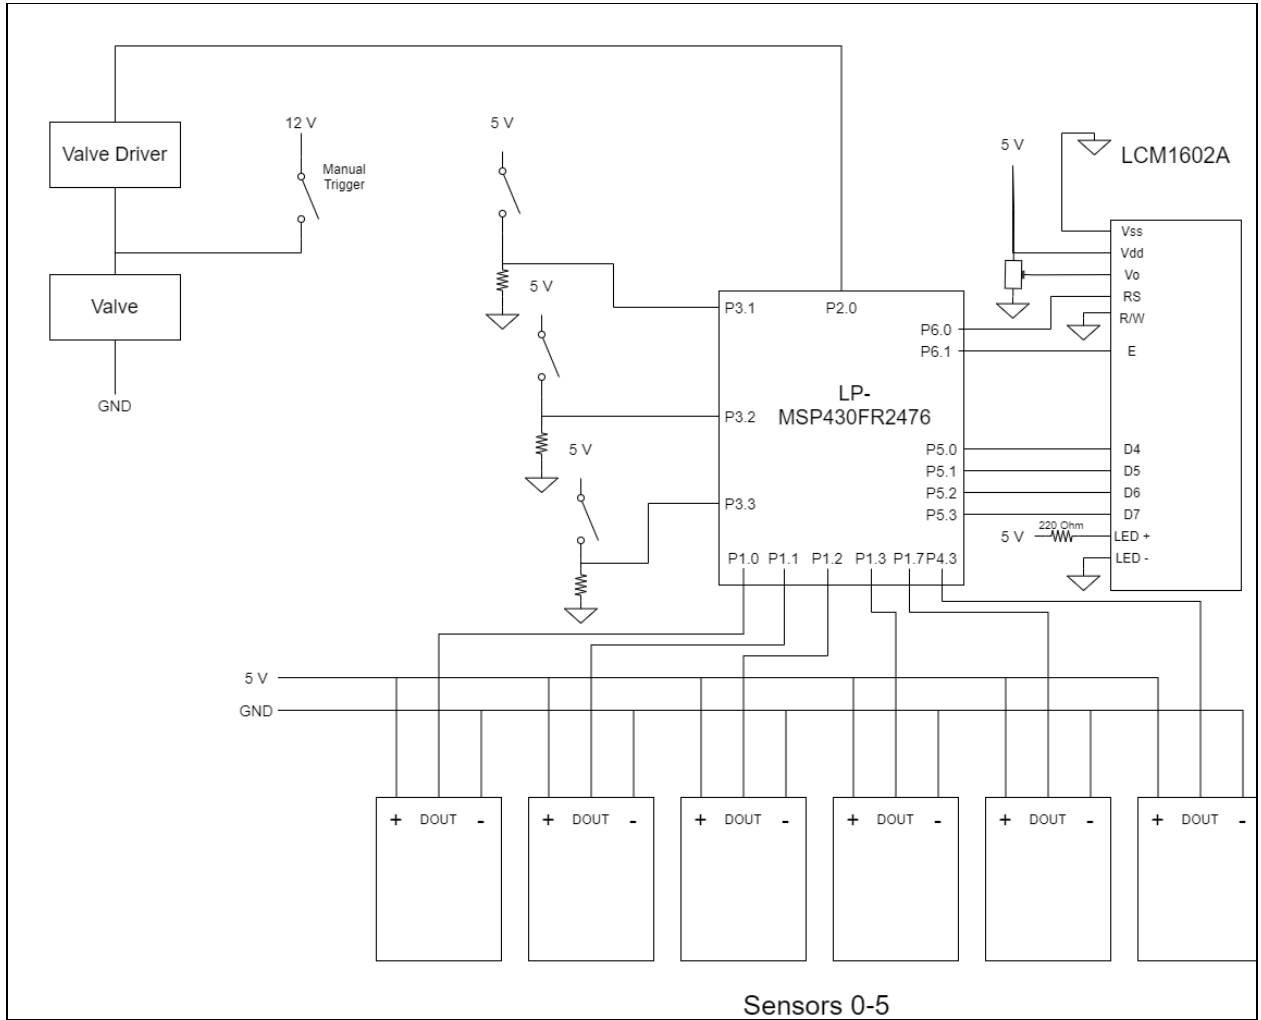 12 V
5 V
5 V
LCM1602A
Valve Driver
Manual
Trigger
Vss
Vdd
Vo
RS
R/W
E
5 V
Valve
GND
P3.1
P2.0
P6.0
P6.1
LP-
MSP430FR2476
P3.2
5 V
P3.3
P5.0
P5.1
P5.2
P5.3
D4
D5
D6
D7
220 Ohm
5 V
LED +
LED -
P1.0 P1.1 P1.2 P1.3 P1.7 P4.3
5 V
GND
+ DOUT - + DOUT - + DOUT - + DOUT - + DOUT - + DOUT -
Sensors 0-5